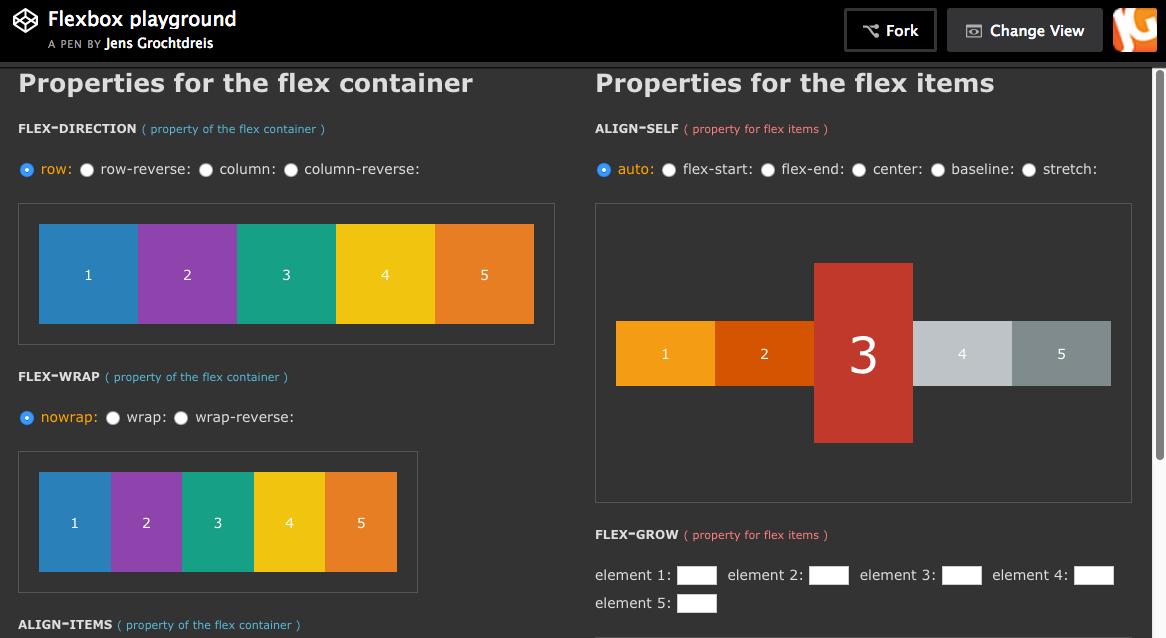 Flexbox playground
A PEN BY Jens Grochtdreis
Fork
Change View
Properties for the flex container
FLEX-DIRECTION ( property of the flex container )
row: row-reverse: column: column-reverse:
1 2 3 4 5
FLEX-WRAP ( property of the flex container )
nowrap: wrap: wrap-reverse:
1 2 3 4 5
ALIGN-ITEMS ( property of the flex container )
Properties for the flex items
ALIGN-SELF ( property for flex items )
auto: flex-start: flex-end: center: baseline: stretch:
1 2 3 4 5
FLEX-GROW ( property for flex items )
element 1: element 2: element 3: element 4:
element 5: